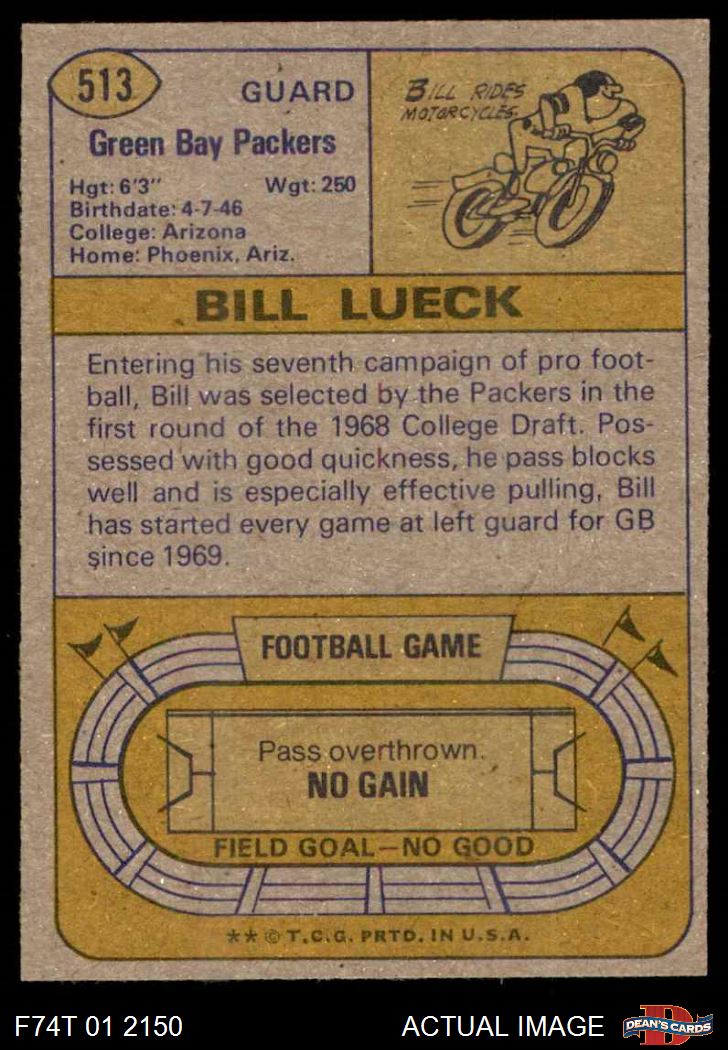 513
GUARD
Green Bay Packers
Hgt: 6'3" Wgt: 250
Birthdate: 4-7-46
College: Arizona
Home: Phoenix, Ariz.
BILL RIDES
MOTORCYCLES.
BILL LUECK
Entering his seventh campaign of pro foot-
ball, Bill was selected by the Packers in the
first round of the 1968 College Draft. Pos-
sessed with good quickness, he pass blocks
well and is especially effective pulling. Bill
has started every game at left guard for GB
since 1969.
FOOTBALL GAME
Pass overthrown.
NO GAIN
FIELD GOAL—NO GOOD
** © T.C.G. PRTD. IN U.S.A.
F74T 01 2150
ACTUAL IMAGE
D
DEAN'S CARDS